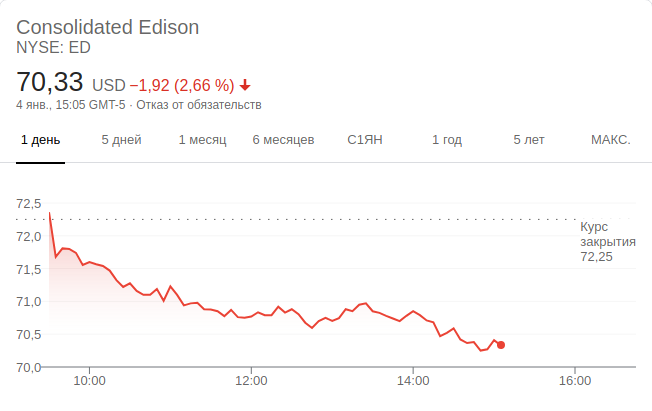 Consolidated Edison
NYSE: ED
70,33 USD −1,92 (2,66 %)
4 янв., 15:05 GMT-5 · Отказ от обязательств
1 день 5 дней 1 месяц 6 месяцев С1ЯН 1 год 5 лет МАКС.
72,5
Курс
закрытия
72,25
72,0
71,5
71,0
70,5
70,0
10:00 12:00 14:00 16:00